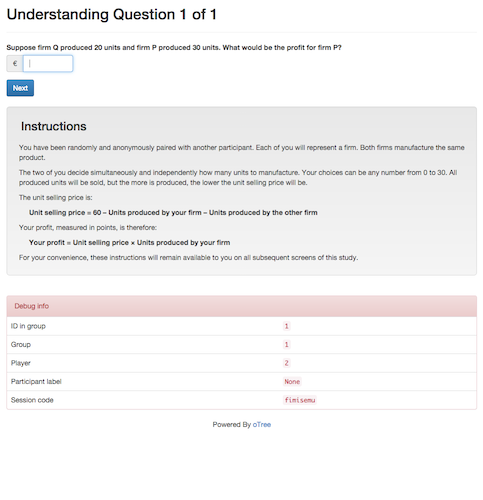 Understanding Question 1 of 1
Suppose firm Q produced 20 units and firm P produced 30 units. What would be the profit for firm P?
€
Next
Instructions
You have been randomly and anonymously paired with another participant. Each of you will represent a firm. Both firms manufacture the same
product.
The two of you decide simultaneously and independently how many units to manufacture. Your choices can be any number from 0 to 30. All
produced units will be sold, but the more is produced, the lower the unit selling price will be.
The unit selling price is:
Unit selling price = 60 – Units produced by your firm – Units produced by the other firm
Your profit, measured in points, is therefore:
Your profit = Unit selling price × Units produced by your firm
For your convenience, these instructions will remain available to you on all subsequent screens of this study.
Debug info
ID in group 1
Group 1
Player 2
Participant label None
Session code fimisemu
Powered By oTree